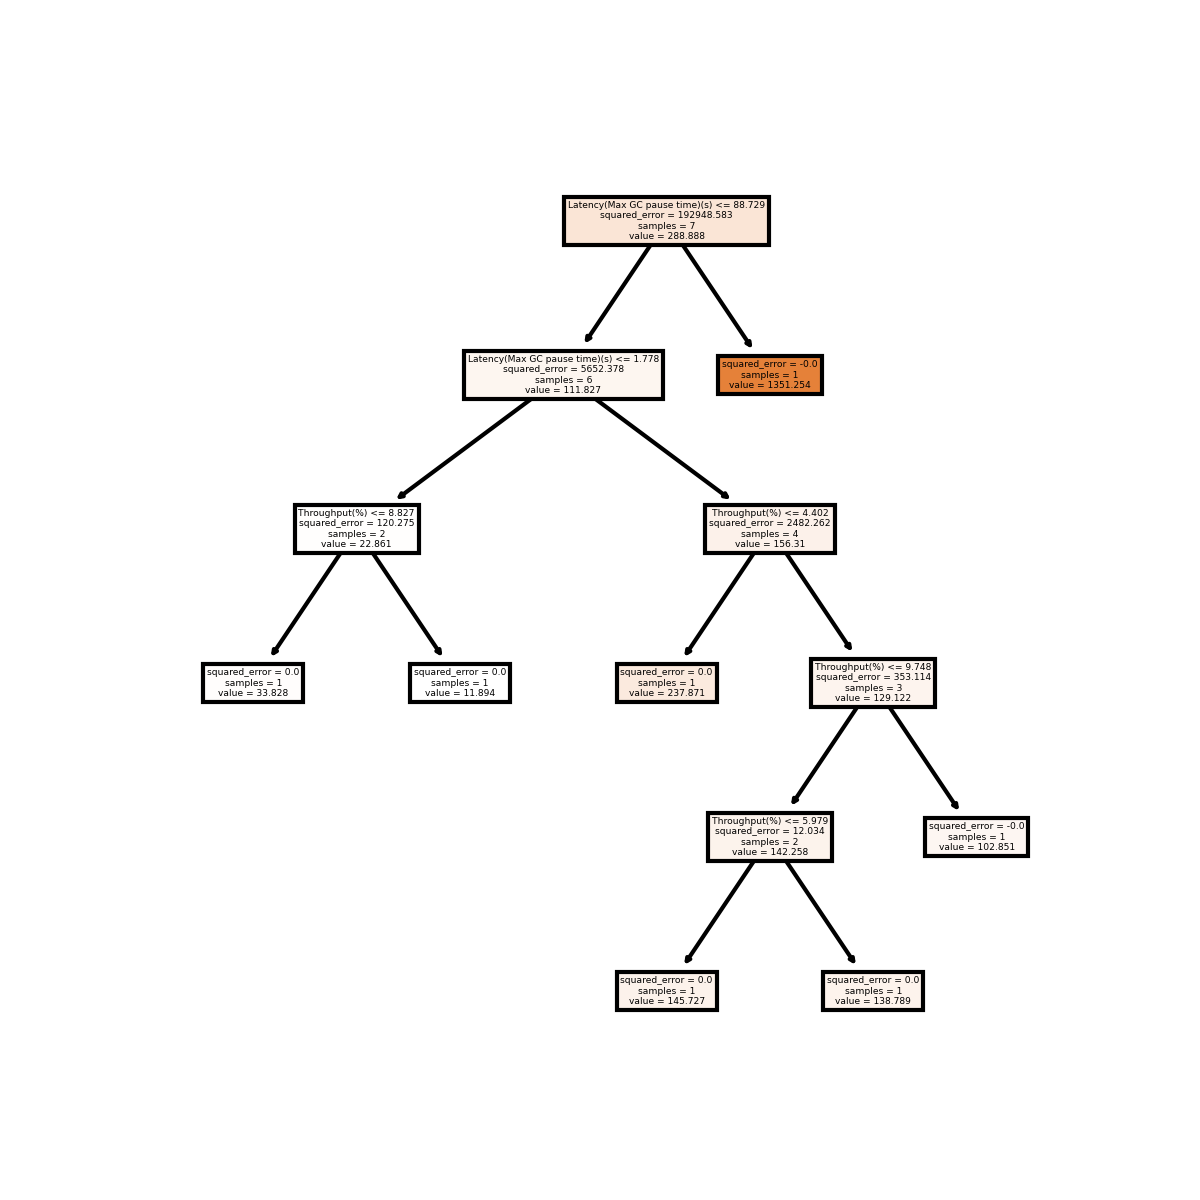 Latency(Max GC pause time)(s) <= 88.729
squared_error = 192948.583
samples = 7
value = 288.888
Latency(Max GC pause time)(s) <= 1.778
squared_error = 5652.378
samples = 6
value = 111.827
squared_error = -0.0
samples = 1
value = 1351.254
Throughput(%) <= 8.827
squared_error = 120.275
samples = 2
value = 22.861
Throughput(%) <= 4.402
squared_error = 2482.262
samples = 4
value = 156.31
squared_error = 0.0
samples = 1
value = 33.828
squared_error = 0.0
samples = 1
value = 11.894
squared_error = 0.0
samples = 1
value = 237.871
Throughput(%) <= 9.748
squared_error = 353.114
samples = 3
value = 129.122
Throughput(%) <= 5.979
squared_error = 12.034
samples = 2
value = 142.258
squared_error = -0.0
samples = 1
value = 102.851
squared_error = 0.0
samples = 1
value = 145.727
squared_error = 0.0
samples = 1
value = 138.789